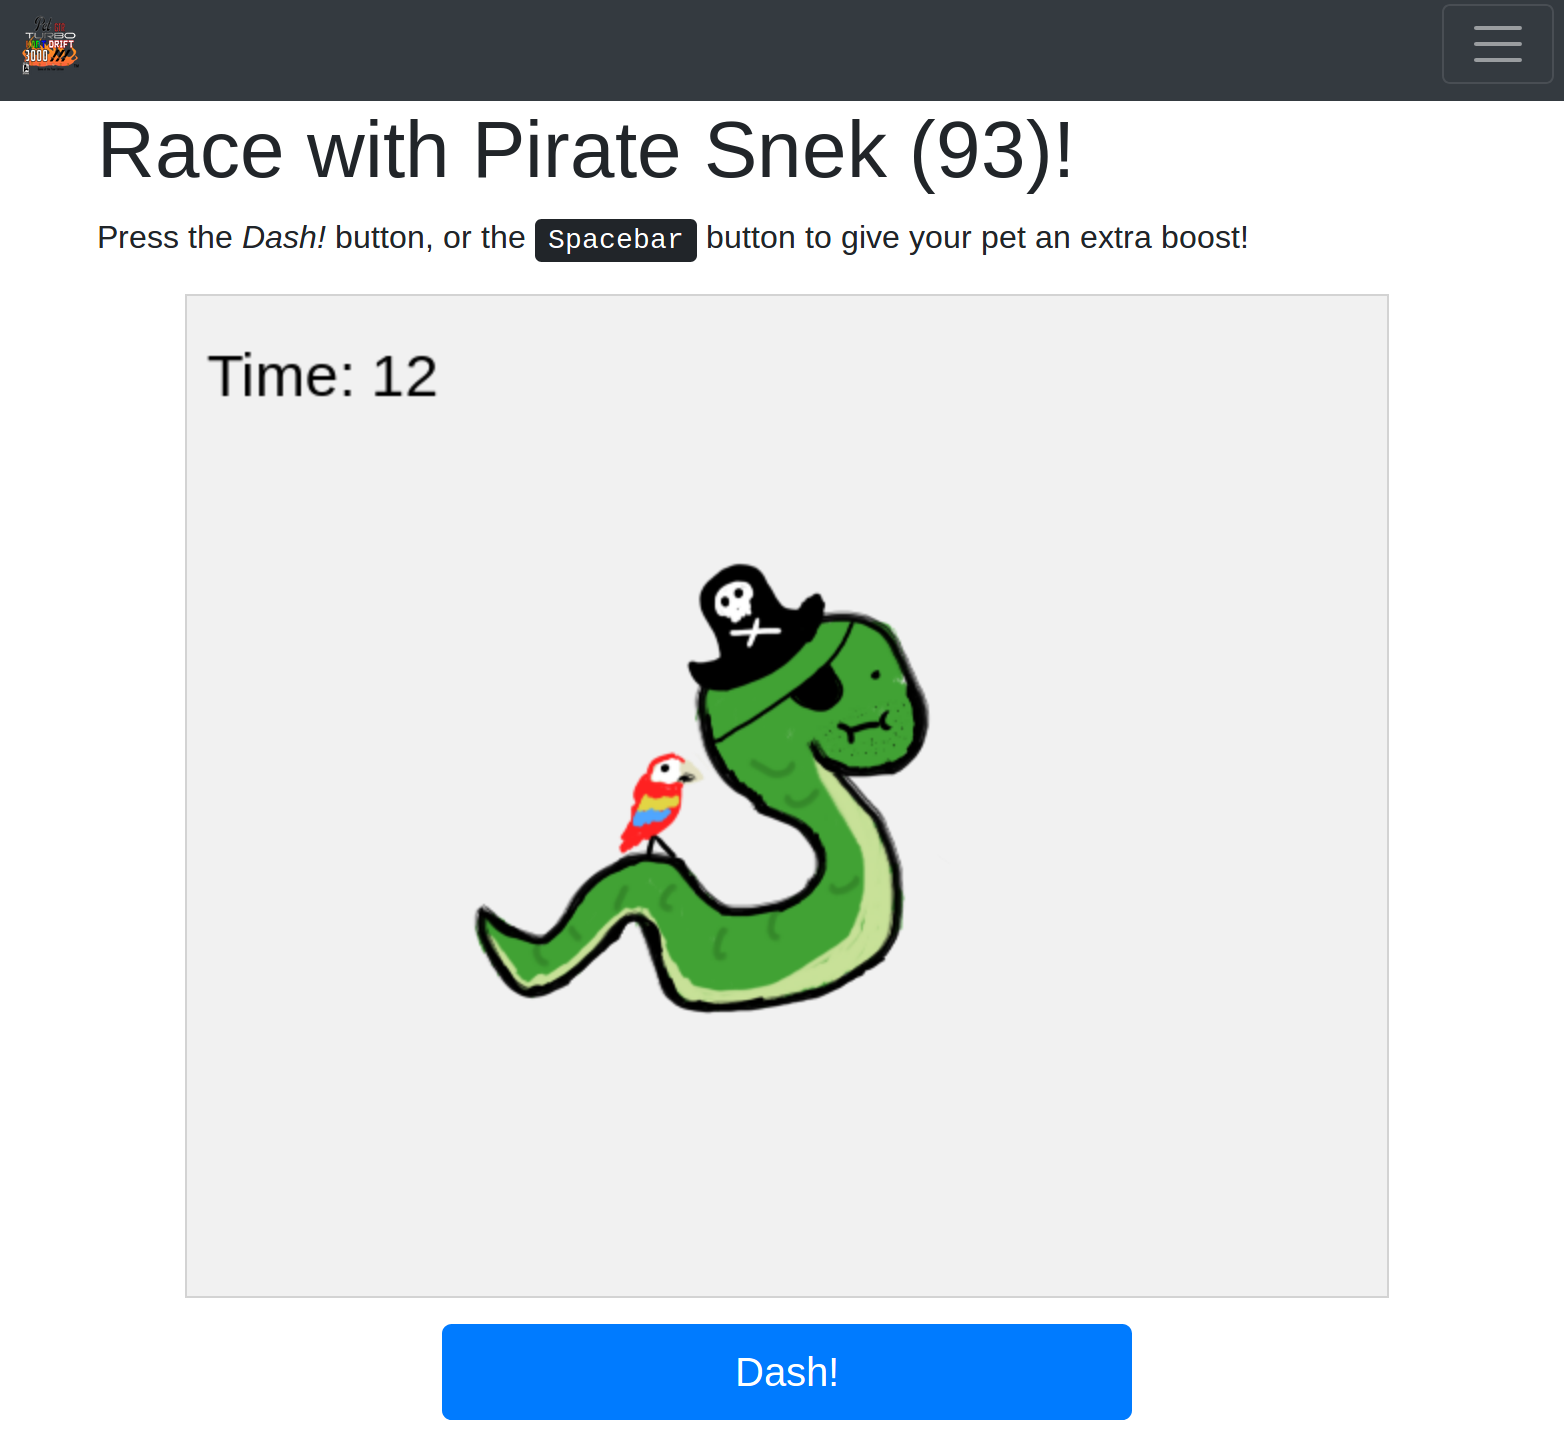 TURBO
DRIFT
3000
Race with Pirate Snek (93)!
Press the Dash! button, or the Spacebar button to give your pet an extra boost!
Time: 12
Dash!